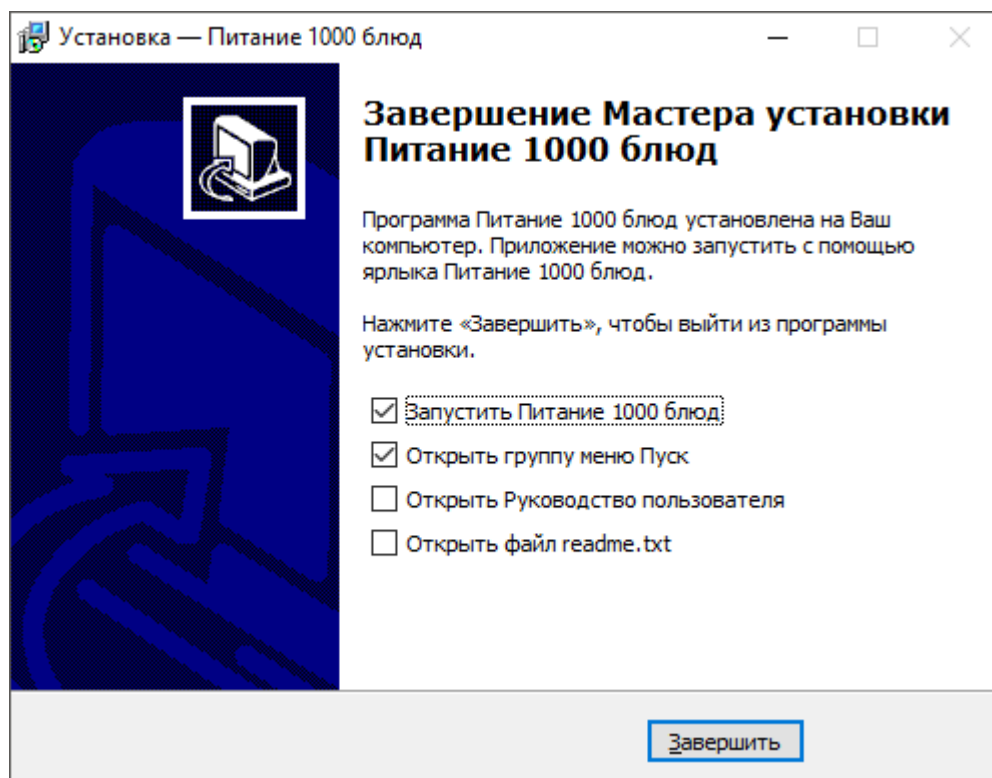 Установка — Питание 1000 блюд
Завершение Мастера установки
Питание 1000 блюд
Программа Питание 1000 блюд установлена на Ваш
компьютер. Приложение можно запустить с помощью
ярлыка Питание 1000 блюд.
Нажмите «Завершить», чтобы выйти из программы
установки.
Запустить Питание 1000 блюд
Открыть группу меню Пуск
Открыть Руководство пользователя
Открыть файл readme.txt
Завершить